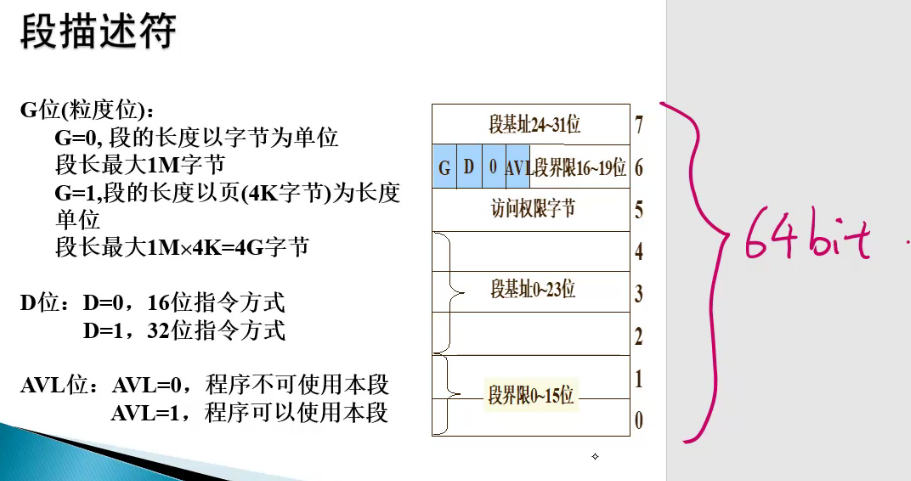 段描述符
G位(粒度位)：
G=0, 段的长度以字节为单位
段长最大1M字节
G=1,段的长度以页(4K字节)为长度
单位
段长最大1M×4K=4G字节
D位：D=0，16位指令方式
D=1，32位指令方式
AVL位：AVL=0，程序不可使用本段
AVL=1，程序可以使用本段
段基址24~31位 7
G D 0 AVL 段界限16~19位 6
访问权限字节 5
4
段基址0~23位 3
2
1
段界限0~15位
0
64bit